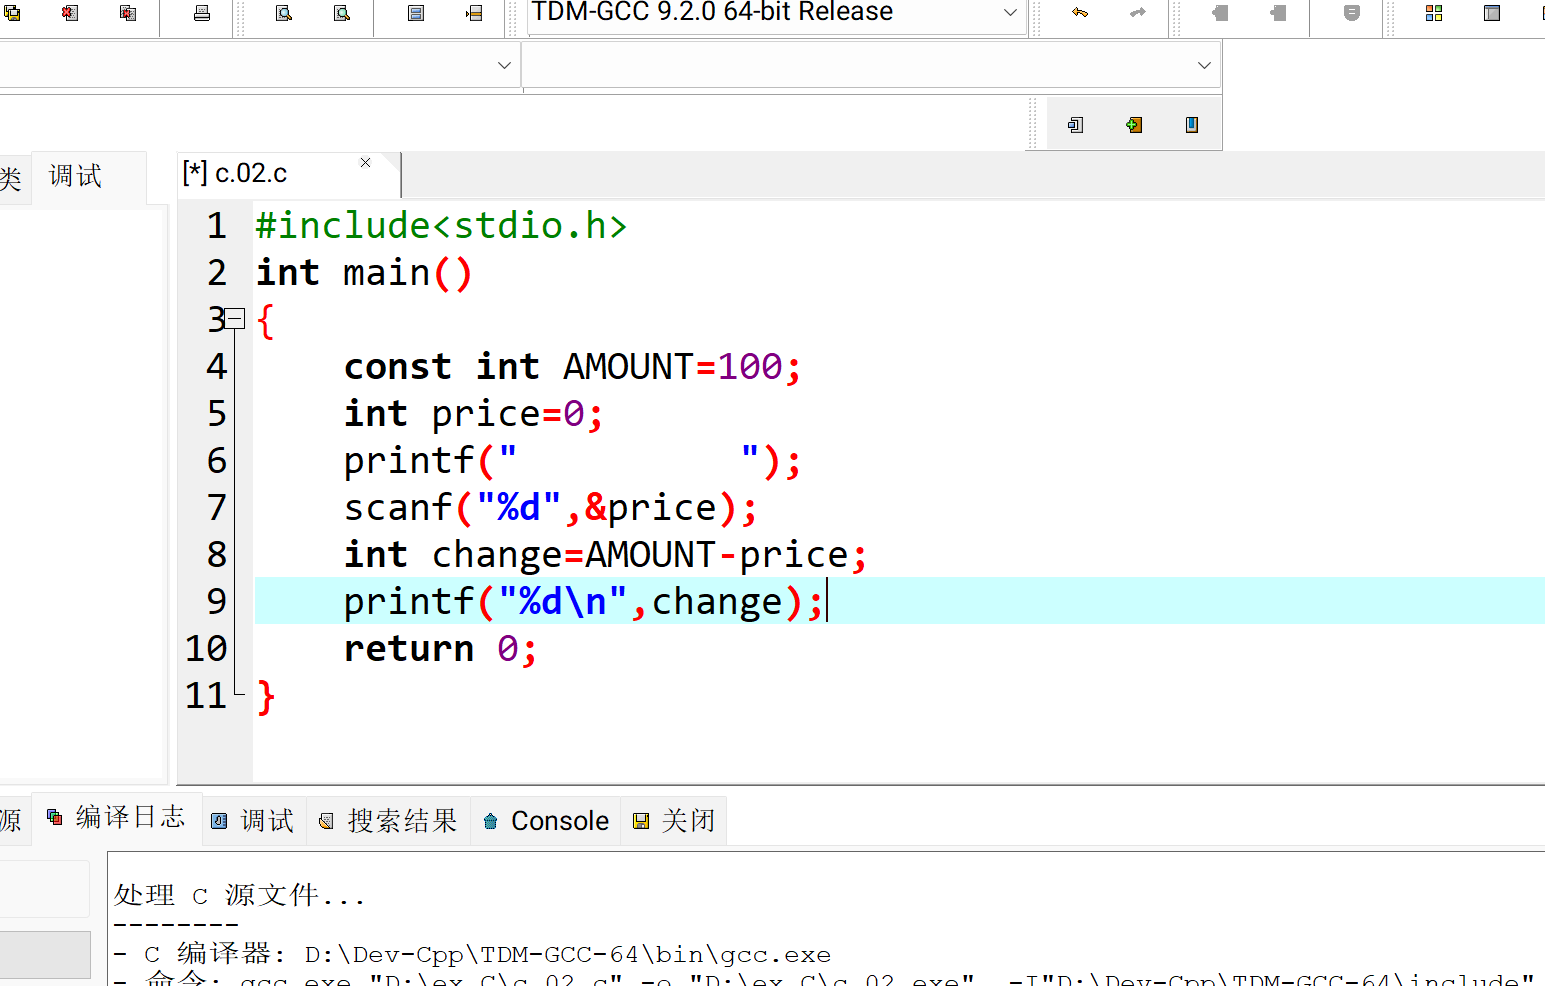 TDM-GCC 9.2.0 64-bit Release
类 调试
[*] c.02.c
1 #include<stdio.h>
2 int main()
3 {
4 const int AMOUNT=100;
5 int price=0;
6 printf("          ");
7 scanf("%d",&price);
8 int change=AMOUNT-price;
9 printf("%d\n",change);
10 return 0;
11 }
源 编译日志 调试 搜索结果 Console 关闭
处理 C 源文件...
--------
- C 编译器: D:\Dev-Cpp\TDM-GCC-64\bin\gcc.exe
- 命令: gcc.exe "D:\ex C\c.02.c" -o "D:\ex C\c.02.exe" -I"D:\Dev-Cpp\TDM-GCC-64\include"